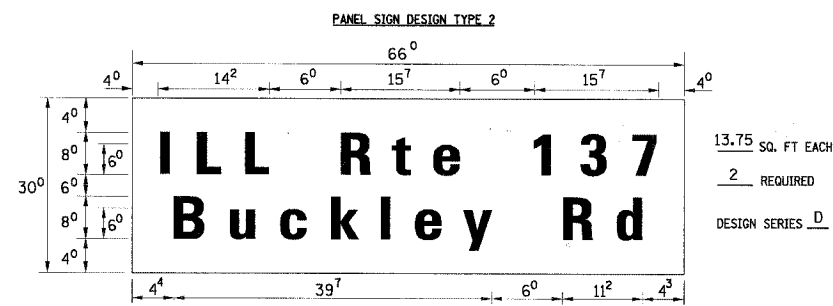 PANEL SIGN DESIGN TYPE 2
66⁰
4⁰ 14² 6⁰ 15⁷ 6⁰ 15⁷ 4⁰
30⁰
4⁰
8⁰ 6⁰
6⁰
8⁰ 6⁰
4⁰
ILL Rte 137
Buckley Rd
13.75 SQ. FT EACH
2 REQUIRED
DESIGN SERIES D
4⁴ 39⁷ 6⁰ 11² 4³